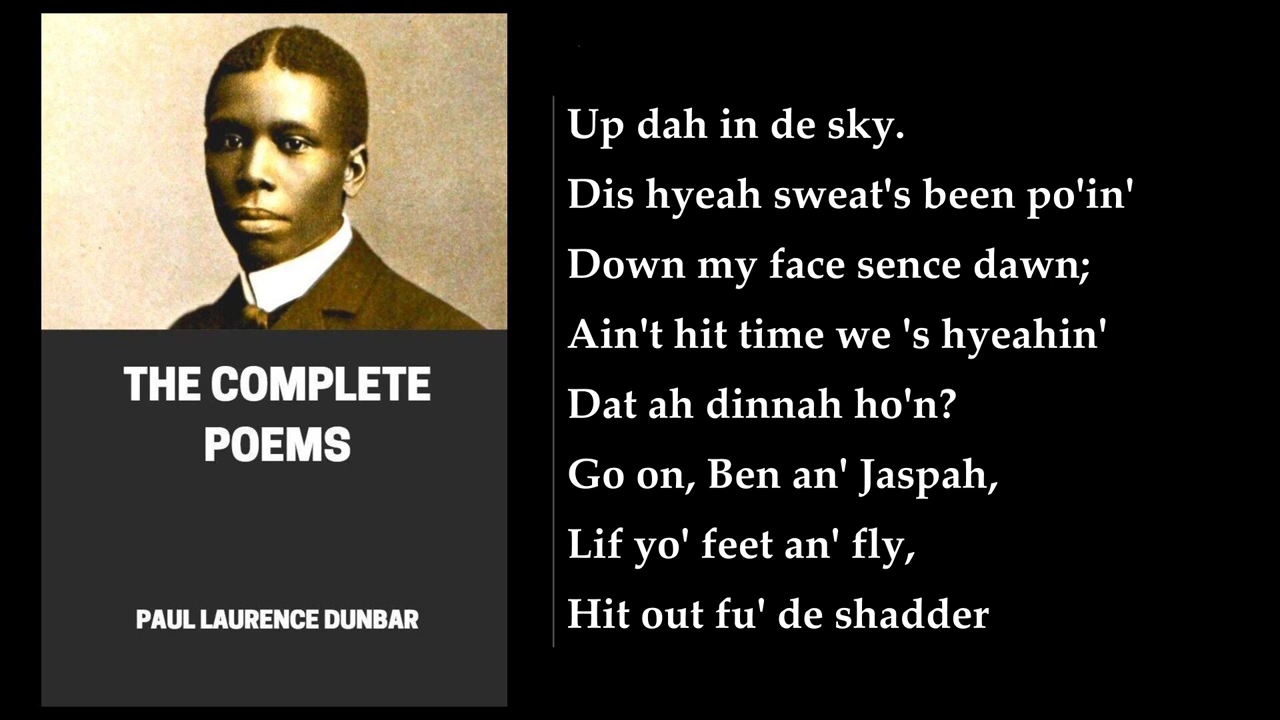 THE COMPLETE
POEMS
PAUL LAURENCE DUNBAR
Up dah in de sky.
Dis hyeah sweat's been po'in'
Down my face sence dawn;
Ain't hit time we 's hyeahin'
Dat ah dinnah ho'n?
Go on, Ben an' Jaspah,
Lif yo' feet an' fly,
Hit out fu' de shadder